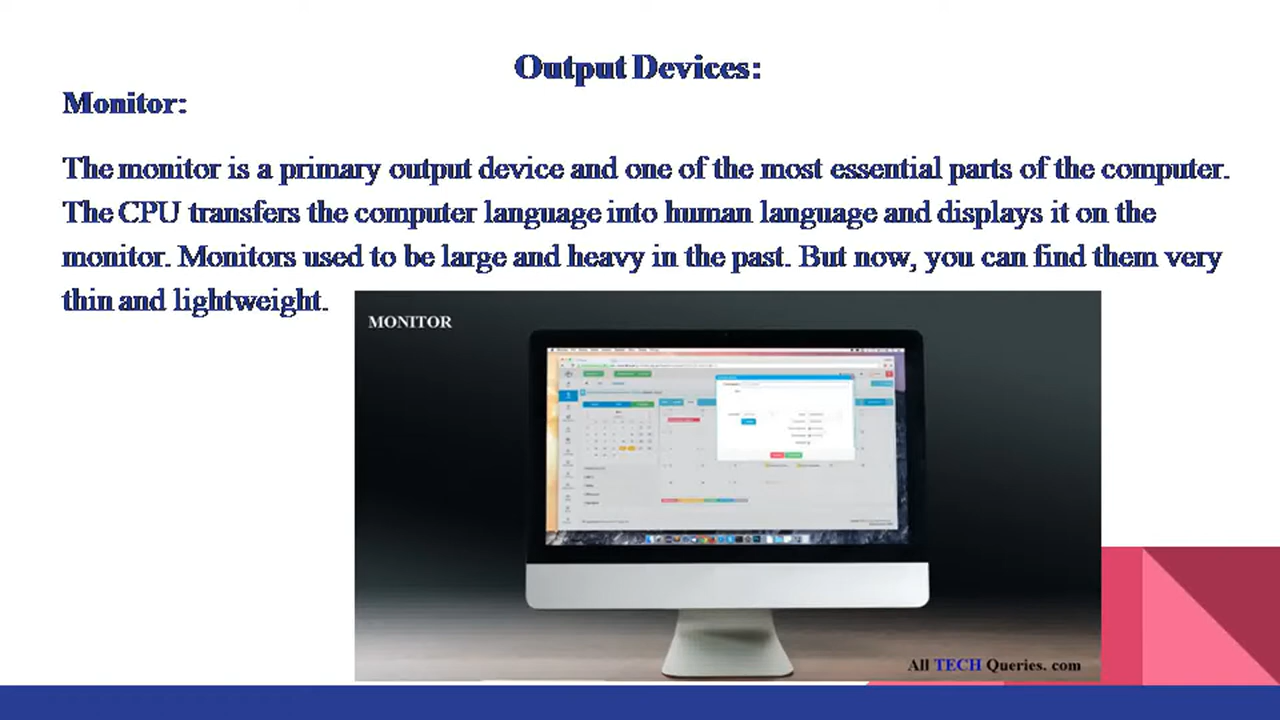 Output Devices:
Monitor:
The monitor is a primary output device and one of the most essential parts of the computer.
The CPU transfers the computer language into human language and displays it on the
monitor. Monitors used to be large and heavy in the past. But now, you can find them very
thin and lightweight.
MONITOR
All TECH Queries. com